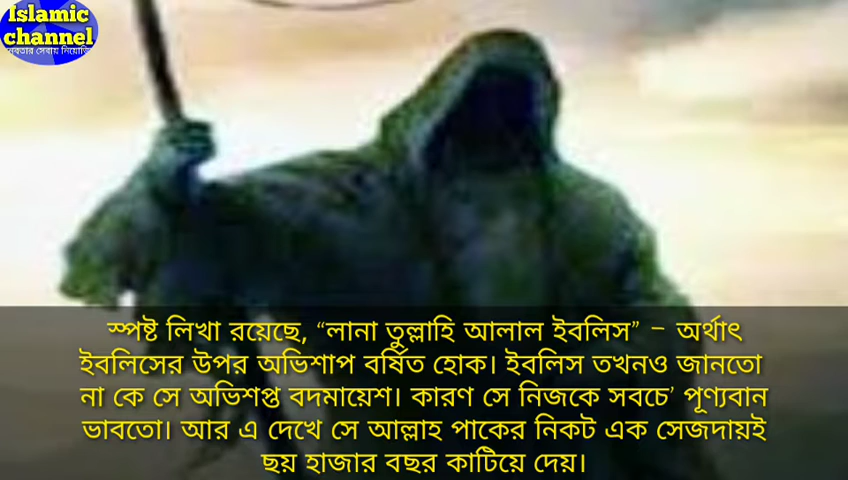 Islamic
channel
স্পষ্ট লিখা রয়েছে, “লানা তুল্লাহি আলাল ইবলিস” – অর্থাৎ
ইবলিসের উপর অভিশাপ বর্ষিত হোক। ইবলিস তখনও জানতো
না কে সে অভিশপ্ত বদমায়েশ। কারণ সে নিজকে সবচে’ পূণ্যবান
ভাবতো। আর এ দেখে সে আল্লাহ পাকের নিকট এক সেজদায়ই
ছয় হাজার বছর কাটিয়ে দেয়।